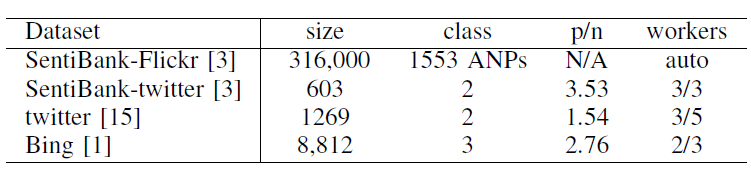 Dataset size class p/n workers
SentiBank-Flickr [3] 316,000 1553 ANPs N/A auto
SentiBank-twitter [3] 603 2 3.53 3/3
twitter [15] 1269 2 1.54 3/5
Bing [1] 8,812 3 2.76 2/3